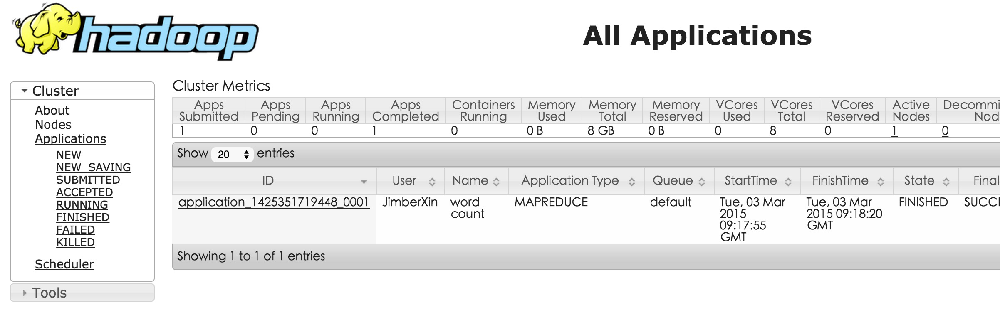 hadoop
All Applications
Cluster
About
Nodes
Applications
NEW
NEW_SAVING
SUBMITTED
ACCEPTED
RUNNING
FINISHED
FAILED
KILLED
Scheduler
Tools
Cluster Metrics
Apps Submitted Apps Pending Apps Running Apps Completed Containers Running Memory Used Memory Total Memory Reserved VCores Used VCores Total VCores Reserved Active Nodes Decommi Nod
1 0 0 1 0 0 B 8 GB 0 B 0 8 0 1 0
Show 20 entries
ID User Name Application Type Queue StartTime FinishTime State Final
application_1425351719448_0001 JimberXin word count MAPREDUCE default Tue, 03 Mar 2015 09:17:55 GMT Tue, 03 Mar 2015 09:18:20 GMT FINISHED SUCCE
Showing 1 to 1 of 1 entries